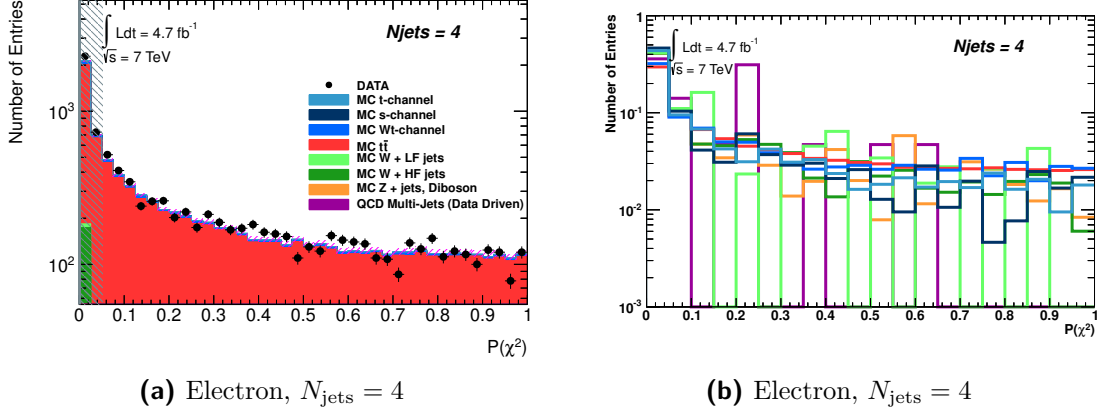 Number of Entries
10³
10²
∫ Ldt = 4.7 fb⁻¹
√s = 7 TeV
Njets = 4
DATA
MC t-channel
MC s-channel
MC Wt-channel
MC tt̄
MC W + LF jets
MC W + HF jets
MC Z + jets, Diboson
QCD Multi-Jets (Data Driven)
0 0.1 0.2 0.3 0.4 0.5 0.6 0.7 0.8 0.9 1
P(χ²)
(a) Electron, N_jets = 4
Number of Entries
1
10⁻¹
10⁻²
10⁻³
∫ Ldt = 4.7 fb⁻¹
√s = 7 TeV
Njets = 4
0 0.1 0.2 0.3 0.4 0.5 0.6 0.7 0.8 0.9 1
P(χ²)
(b) Electron, N_jets = 4